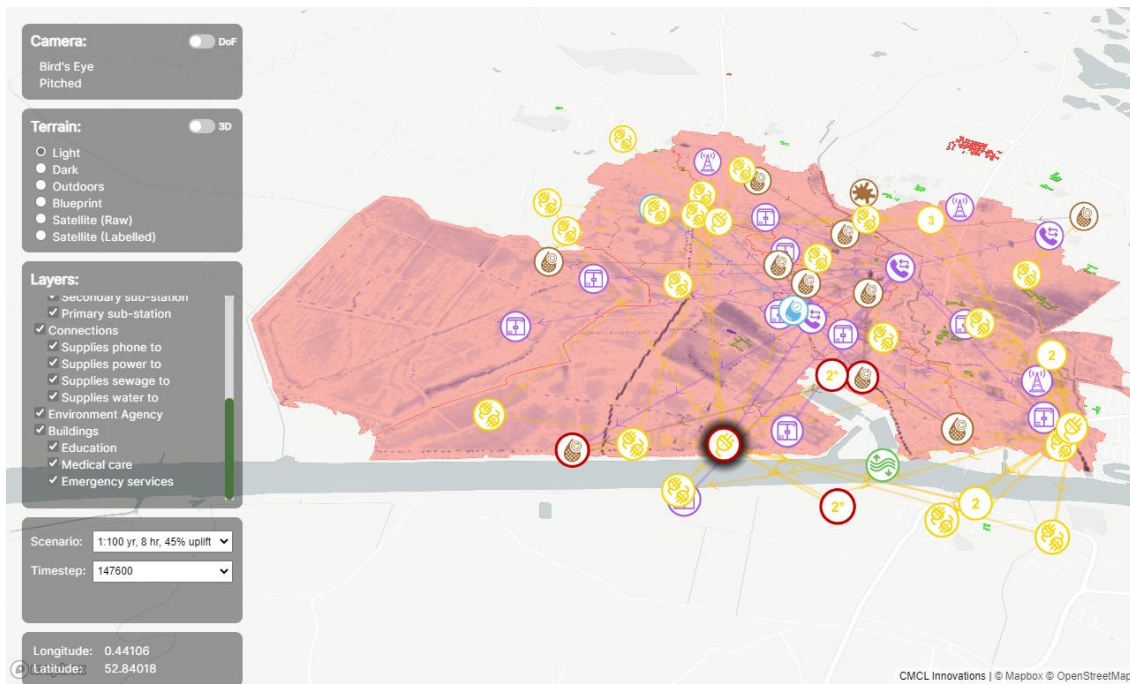 Camera:
DoF
Bird's Eye
Pitched
Terrain:
3D
Light
Dark
Outdoors
Blueprint
Satellite (Raw)
Satellite (Labelled)
Layers:
Secondary sub-station
Primary sub-station
Connections
Supplies phone to
Supplies power to
Supplies sewage to
Supplies water to
Environment Agency
Buildings
Education
Medical care
Emergency services
Scenario: 1:100 yr, 8 hr, 45% uplift
Timestep: 147600
Longitude: 0.44106
Latitude: 52.84018
3
2
2*
2*
2
CMCL Innovations | © Mapbox © OpenStreetMap